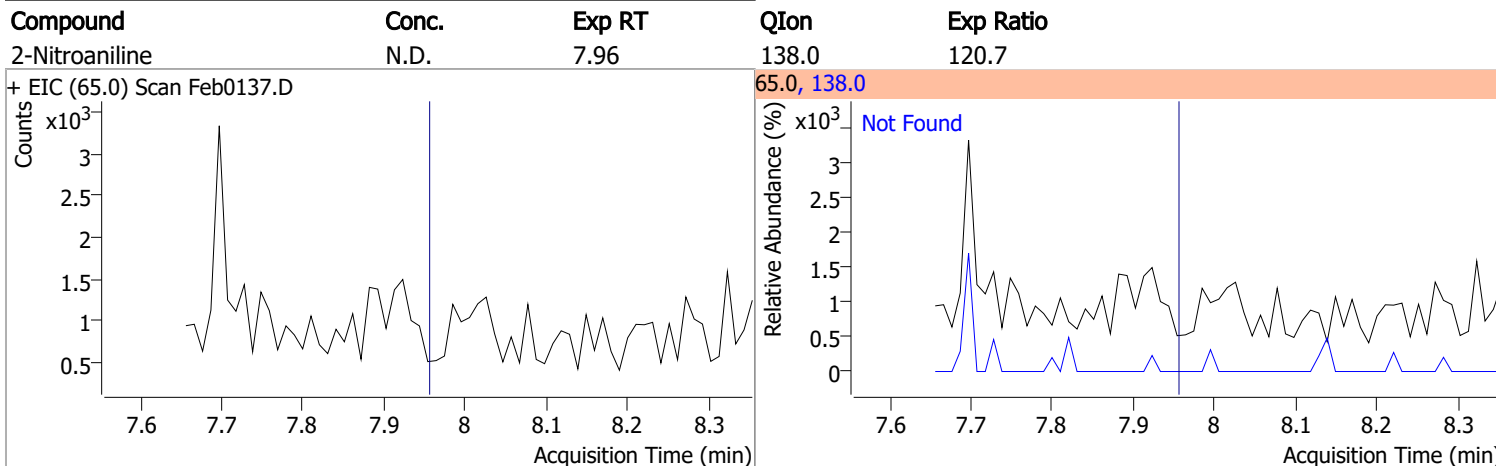 Compound Conc. Exp RT QIon Exp Ratio
2-Nitroaniline N.D. 7.96 138.0 120.7
+ EIC (65.0) Scan Feb0137.D
Counts
x10³
3
2.5
2
1.5
1
0.5
7.6 7.7 7.8 7.9 8 8.1 8.2 8.3
Acquisition Time (min)
65.0, 138.0
Relative Abundance (%)
x10³
Not Found
3
2.5
2
1.5
1
0.5
0
7.6 7.7 7.8 7.9 8 8.1 8.2 8.3
Acquisition Time (min)